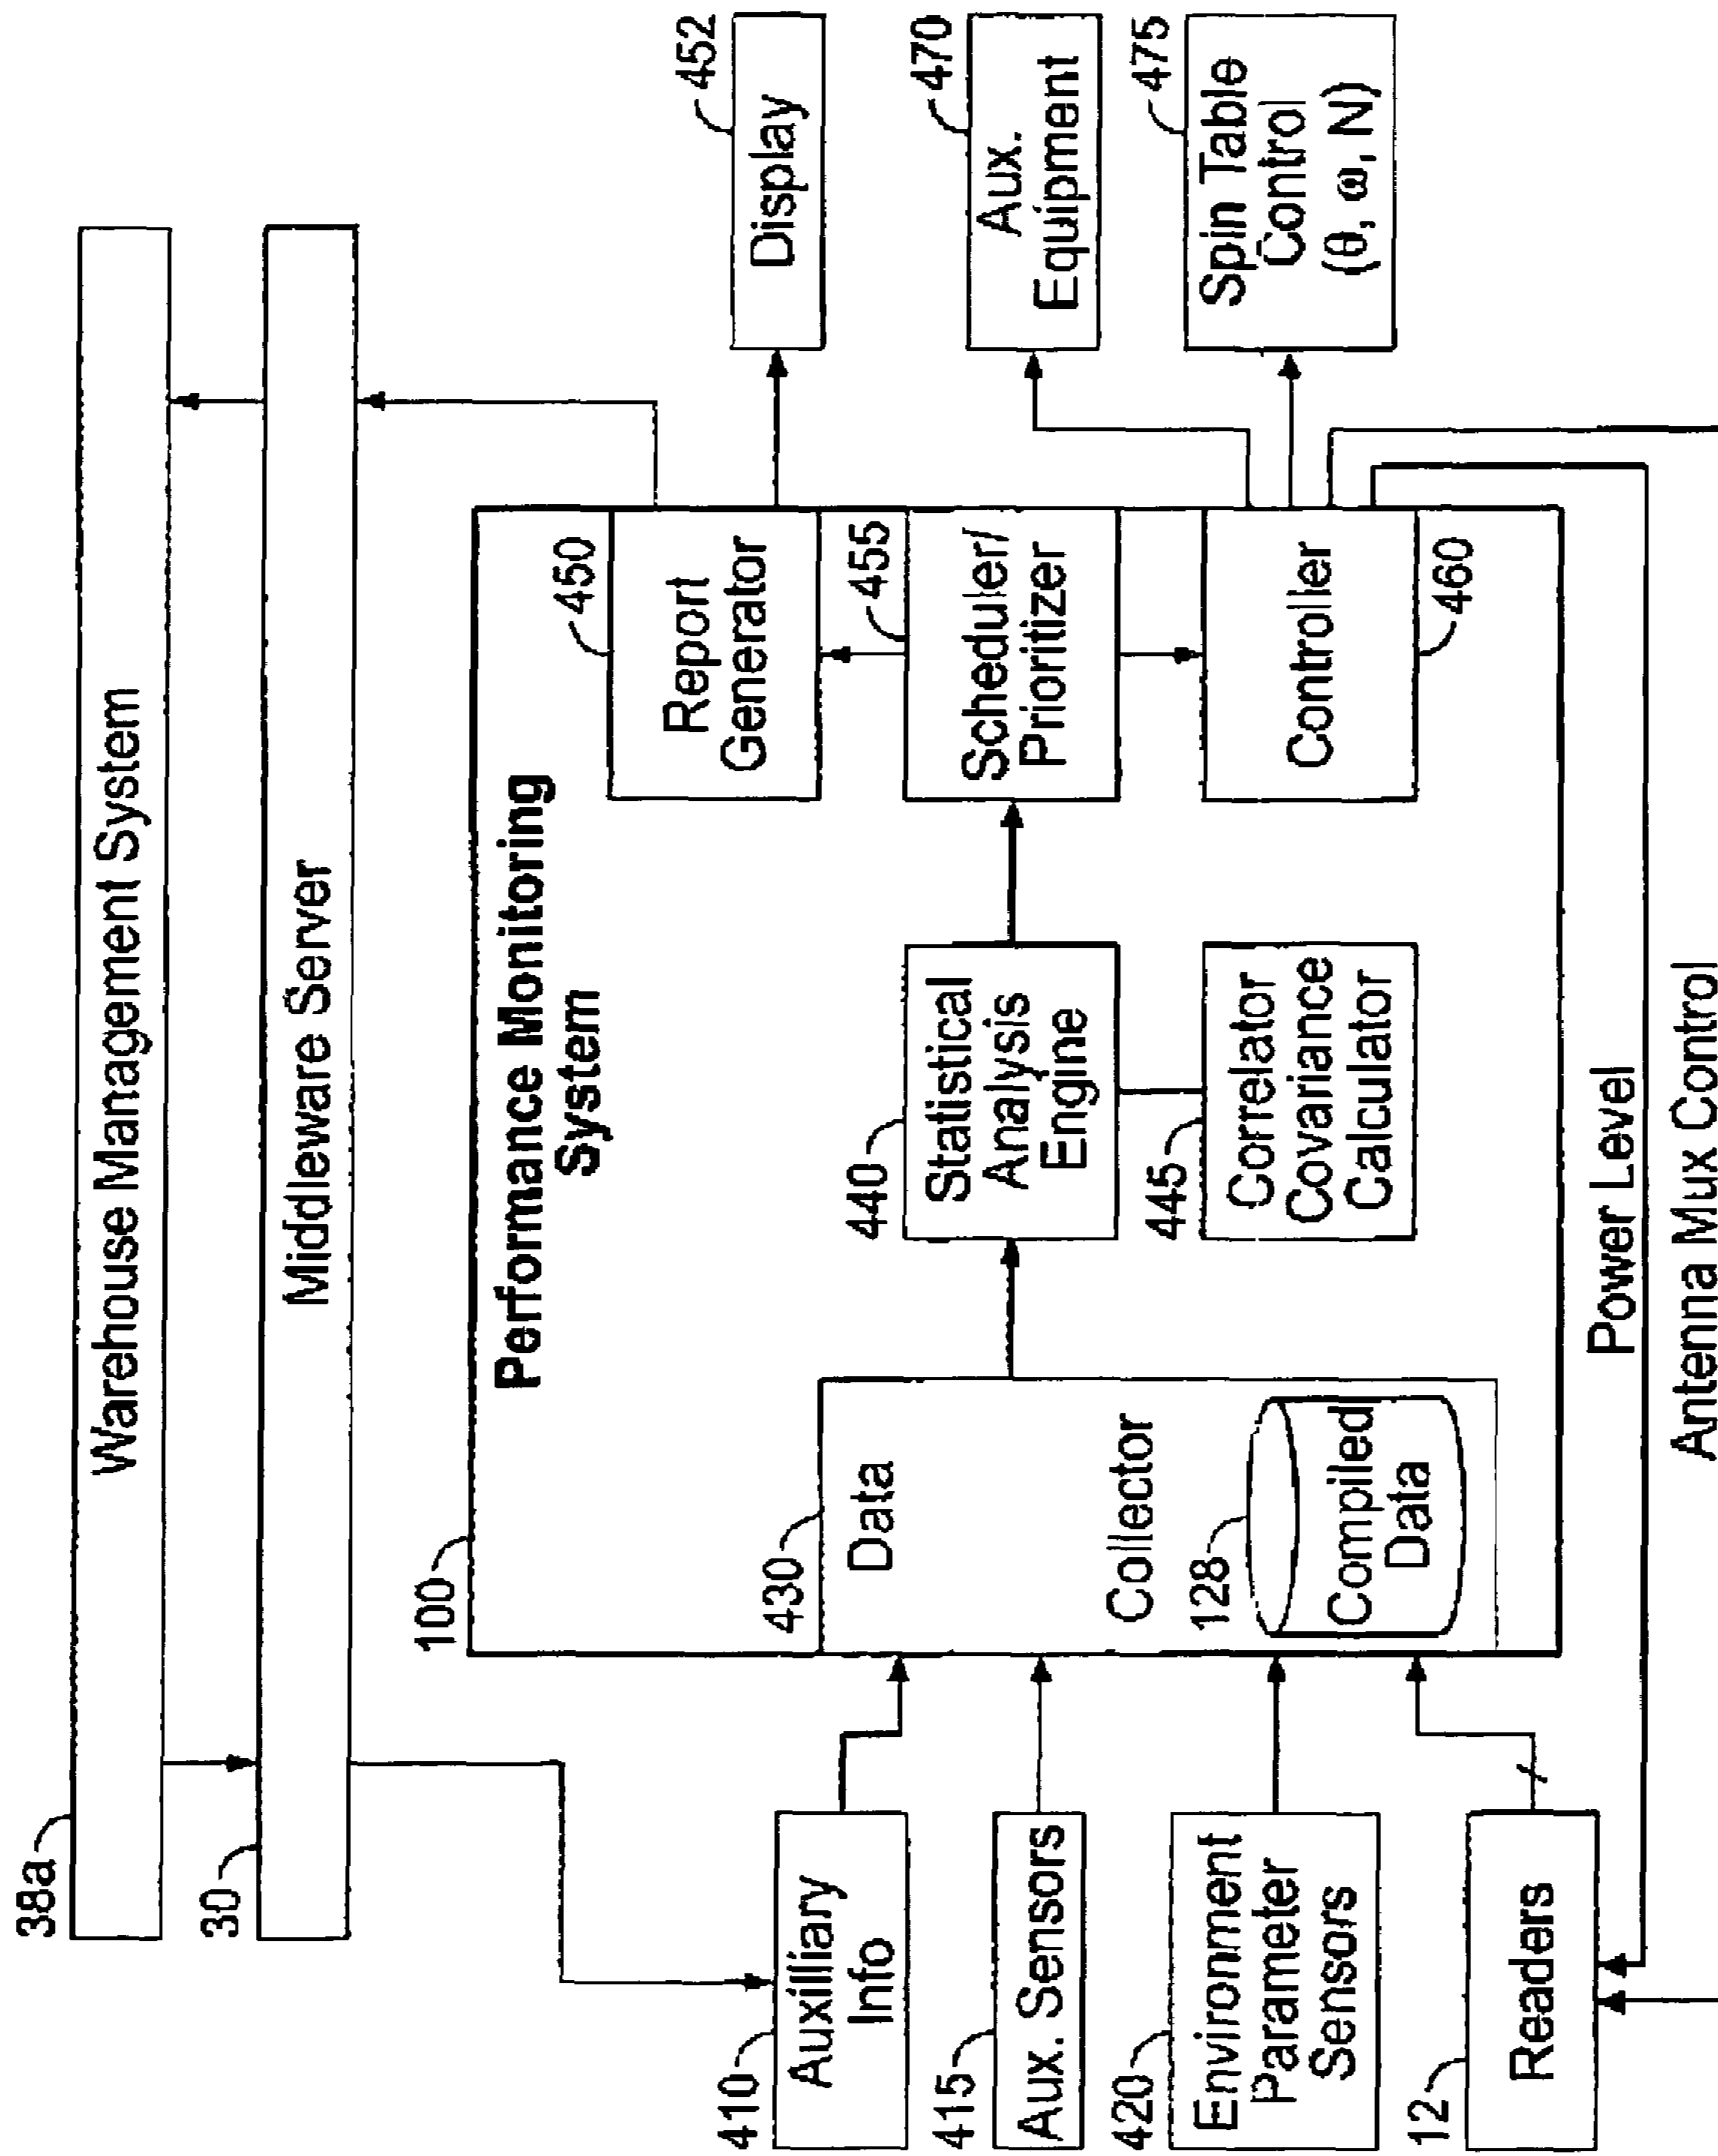 38a
Warehouse Management System
30
Middleware Server
100
Performance Monitoring
System
410
Auxilliary
Info
415
Aux. Sensors
420
Environment
Parameter
Sensors
12
Readers
430
Data
Collector
128
Compiled
Data
440
Statistical
Analysis
Engine
445
Correlator
Covariance
Calculator
450
Report
Generator
455
Scheduler/
Prioritizer
Controller
460
452
Display
470
Aux.
Equipment
475
Spin Table
Control
(θ, ω, N)
Power Level
Antenna Mux Control